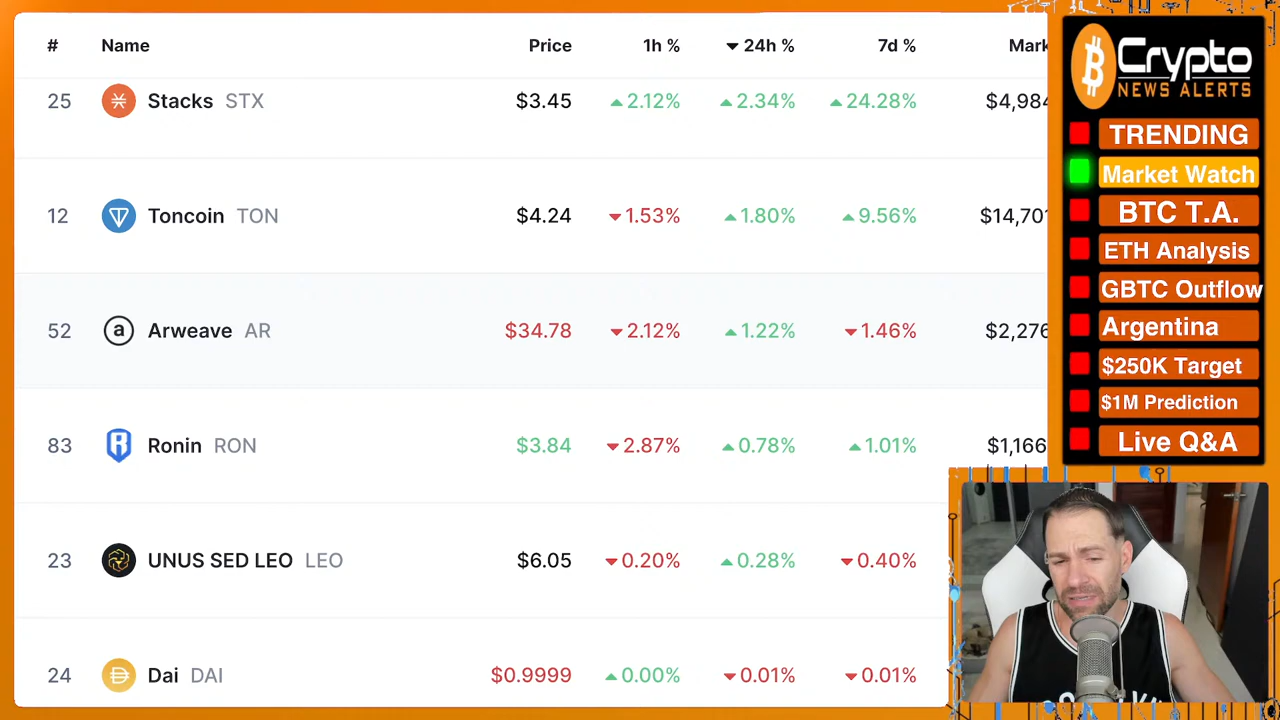 # Name Price 1h % 24h % 7d % Mark
25 Stacks STX $3.45 2.12% 2.34% 24.28% $4,984
12 Toncoin TON $4.24 1.53% 1.80% 9.56% $14,701
52 Arweave AR $34.78 2.12% 1.22% 1.46% $2,276
83 Ronin RON $3.84 2.87% 0.78% 1.01% $1,166
23 UNUS SED LEO LEO $6.05 0.20% 0.28% 0.40%
24 Dai DAI $0.9999 0.00% 0.01% 0.01%
Crypto
NEWS ALERTS
TRENDING
Market Watch
BTC T.A.
ETH Analysis
GBTC Outflow
Argentina
$250K Target
$1M Prediction
Live Q&A